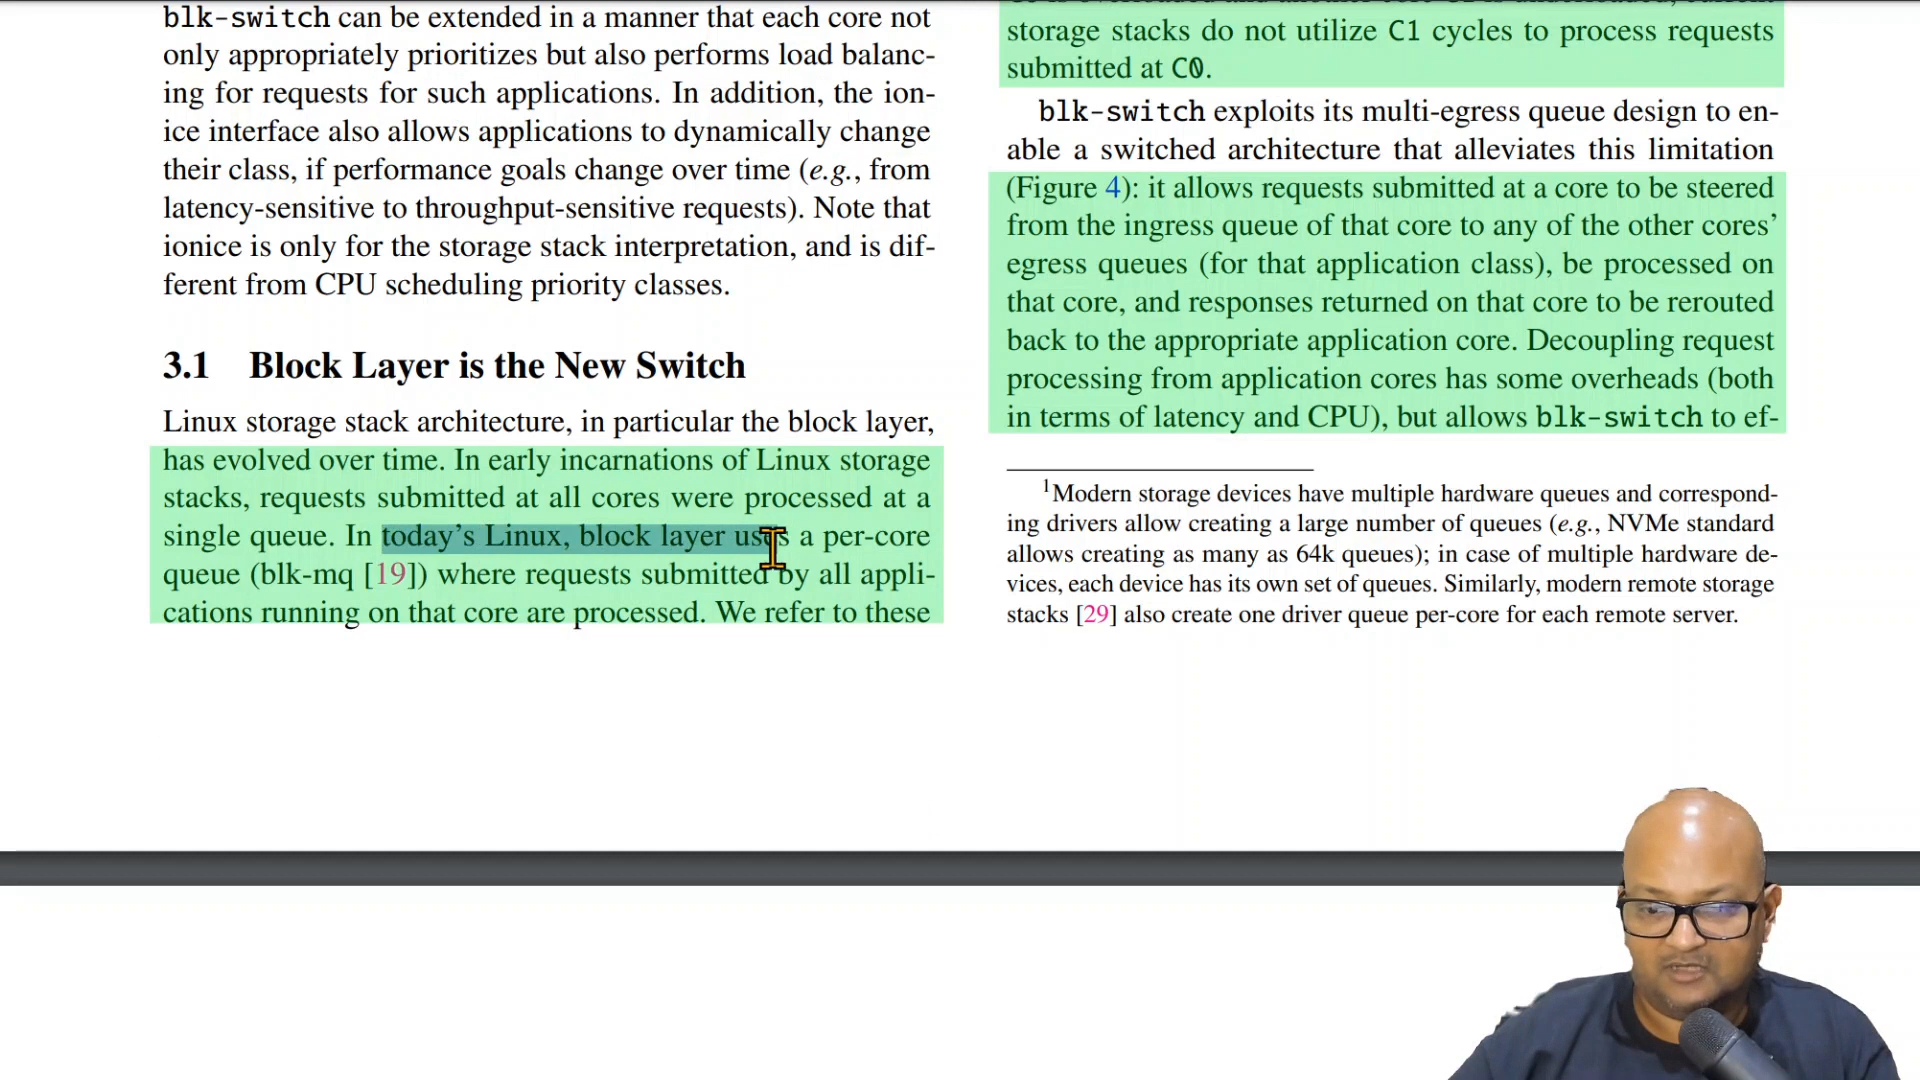 blk-switch can be extended in a manner that each core not
only appropriately prioritizes but also performs load balanc-
ing for requests for such applications. In addition, the ion-
ice interface also allows applications to dynamically change
their class, if performance goals change over time (e.g., from
latency-sensitive to throughput-sensitive requests). Note that
ionice is only for the storage stack interpretation, and is dif-
ferent from CPU scheduling priority classes.
3.1 Block Layer is the New Switch
Linux storage stack architecture, in particular the block layer,
has evolved over time. In early incarnations of Linux storage
stacks, requests submitted at all cores were processed at a
single queue. In today's Linux, block layer uses a per-core
queue (blk-mq [19]) where requests submitted by all appli-
cations running on that core are processed. We refer to these
storage stacks do not utilize C1 cycles to process requests
submitted at C0.
blk-switch exploits its multi-egress queue design to en-
able a switched architecture that alleviates this limitation
(Figure 4): it allows requests submitted at a core to be steered
from the ingress queue of that core to any of the other cores'
egress queues (for that application class), be processed on
that core, and responses returned on that core to be rerouted
back to the appropriate application core. Decoupling request
processing from application cores has some overheads (both
in terms of latency and CPU), but allows blk-switch to ef-
1Modern storage devices have multiple hardware queues and correspond-
ing drivers allow creating a large number of queues (e.g., NVMe standard
allows creating as many as 64k queues); in case of multiple hardware de-
vices, each device has its own set of queues. Similarly, modern remote storage
stacks [29] also create one driver queue per-core for each remote server.